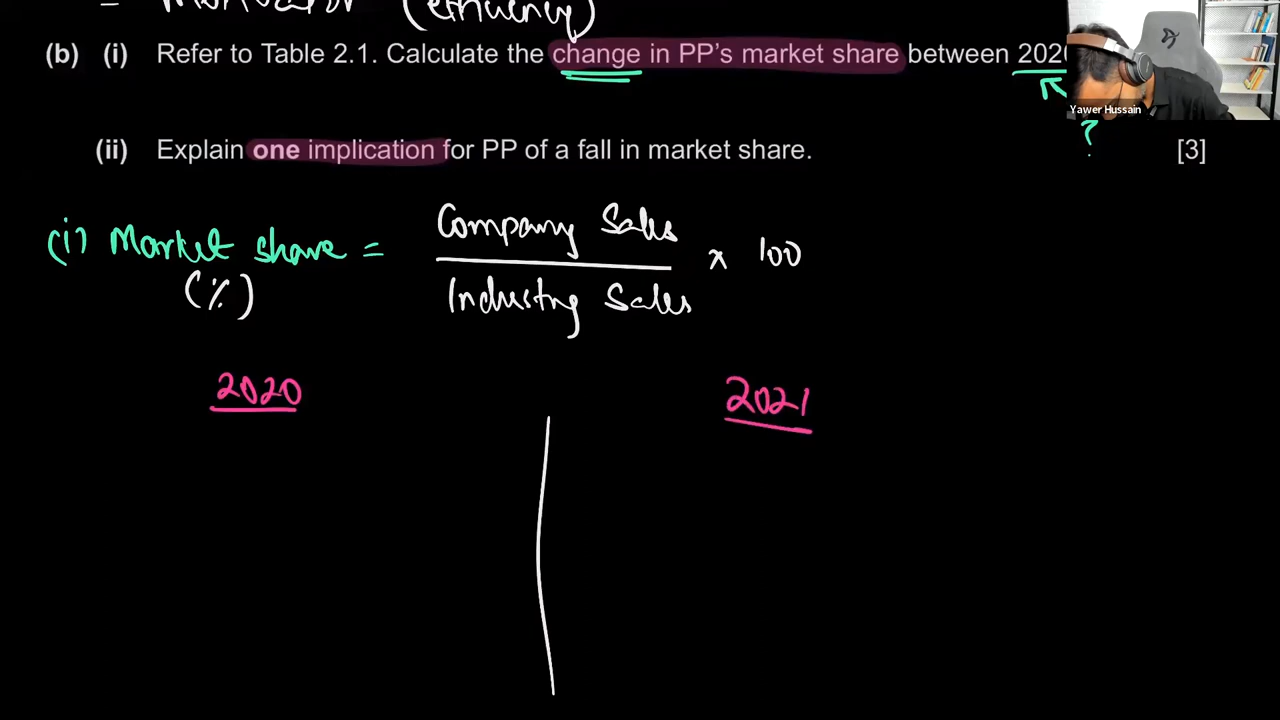 = (efficiency)
(b) (i) Refer to Table 2.1. Calculate the change in PP's market share between 202
Yawer Hussain
?
(ii) Explain one implication for PP of a fall in market share. [3]
(i) Market share = Company Sales / Industry Sales x 100
(%)
2020 2021